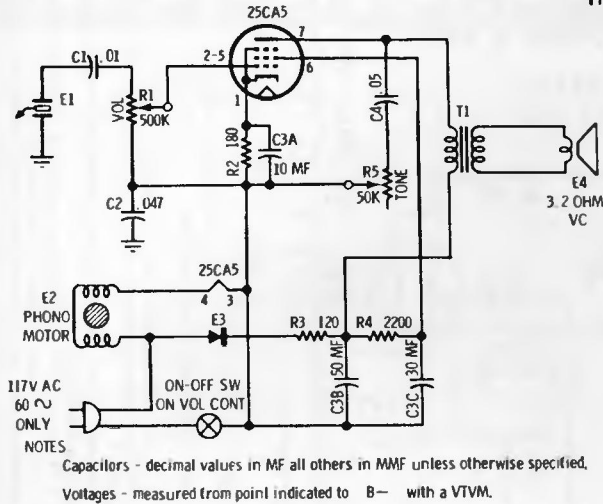 25CA5
7
C1 .01
2-5
6
E1
VOL
R1
500K
1
.05
C4
T1
R2 180
C3A
10 MF
R5
50K
TONE
E4
3.2 OHM
VC
C2 .047
25CA5
4 3
E2
PHONO
MOTOR
E3
R3 120
R4 2200
50 MF
C3B
30 MF
C3C
117V AC
60 ~
ONLY
ON-OFF SW
ON VOL CONT
NOTES
Capacitors - decimal values in MF all others in MMF unless otherwise specified.
Voltages - measured from point indicated to B— with a VTVM.